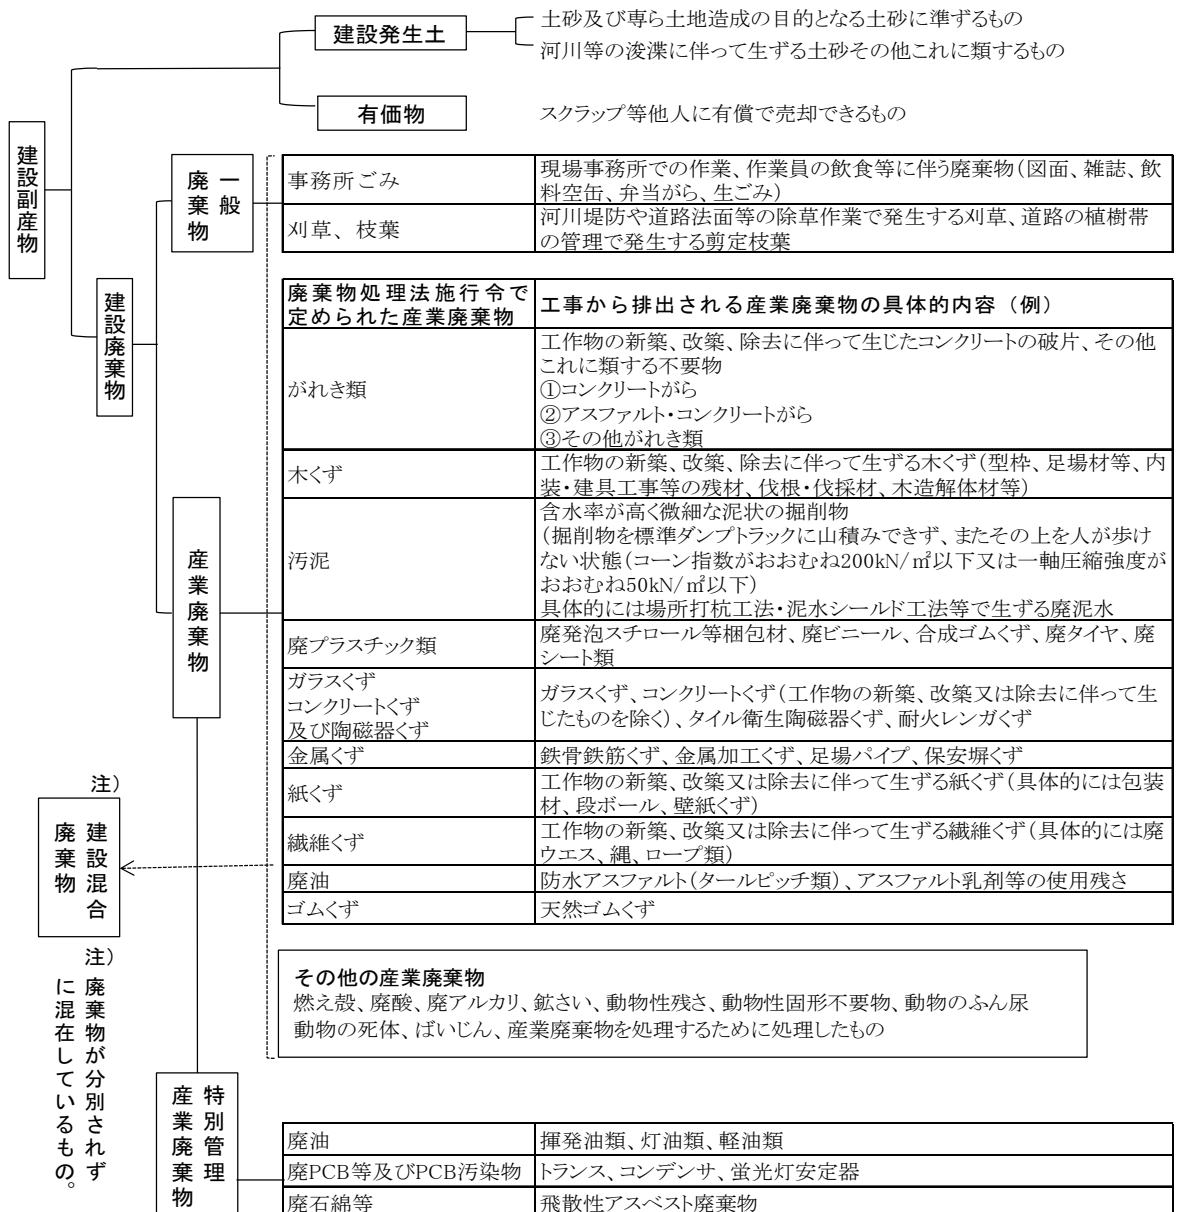 建設発生土
土砂及び専ら土地造成の目的となる土砂に準ずるもの
河川等の浚渫に伴って生ずる土砂その他これに類するもの
有価物
スクラップ等他人に有償で売却できるもの
建設副産物
建設廃棄物
一般
廃棄物
事務所ごみ
現場事務所での作業、作業員の飲食等に伴う廃棄物(図面、雑誌、飲
料空缶、弁当がら、生ごみ)
刈草、枝葉
河川堤防や道路法面等の除草作業で発生する刈草、道路の植樹帯
の管理で発生する剪定枝葉
産業廃棄物
廃棄物処理法施行令で
定められた産業廃棄物
工事から排出される産業廃棄物の具体的内容(例)
がれき類
工作物の新築、改築、除去に伴って生じたコンクリートの破片、その他
これに類する不要物
①コンクリートがら
②アスファルト・コンクリートがら
③その他がれき類
木くず
工作物の新築、改築、除去に伴って生ずる木くず(型枠、足場材等、内
装・建具工事等の残材、伐根・伐採材、木造解体材等)
汚泥
含水率が高く微細な泥状の掘削物
(掘削物を標準ダンプトラックに山積みできず、またその上を人が歩け
ない状態(コーン指数がおおむね200kN/㎡以下又は一軸圧縮強度が
おおむね50kN/㎡以下)
具体的には場所打杭工法・泥水シールド工法等で生ずる廃泥水
廃プラスチック類
廃発泡スチロール等梱包材、廃ビニール、合成ゴムくず、廃タイヤ、廃
シート類
ガラスくず
コンクリートくず
及び陶磁器くず
ガラスくず、コンクリートくず(工作物の新築、改築又は除去に伴って生
じたものを除く)、タイル衛生陶磁器くず、耐火レンガくず
金属くず
鉄骨鉄筋くず、金属加工くず、足場パイプ、保安塀くず
紙くず
工作物の新築、改築又は除去に伴って生ずる紙くず(具体的には包装
材、段ボール、壁紙くず)
繊維くず
工作物の新築、改築又は除去に伴って生ずる繊維くず(具体的には廃
ウエス、縄、ロープ類)
廃油
防水アスファルト(タールピッチ類)、アスファルト乳剤等の使用残さ
ゴムくず
天然ゴムくず
注)
建設混合
廃棄物
注)
廃棄物が分別されず
に混在しているもの。
その他の産業廃棄物
燃え殻、廃酸、廃アルカリ、鉱さい、動物性残さ、動物性固形不要物、動物のふん尿
動物の死体、ばいじん、産業廃棄物を処理するために処理したもの
特別管理
産業廃棄物
廃油
揮発油類、灯油類、軽油類
廃PCB等及びPCB汚染物
トランス、コンデンサ、蛍光灯安定器
廃石綿等
飛散性アスベスト廃棄物